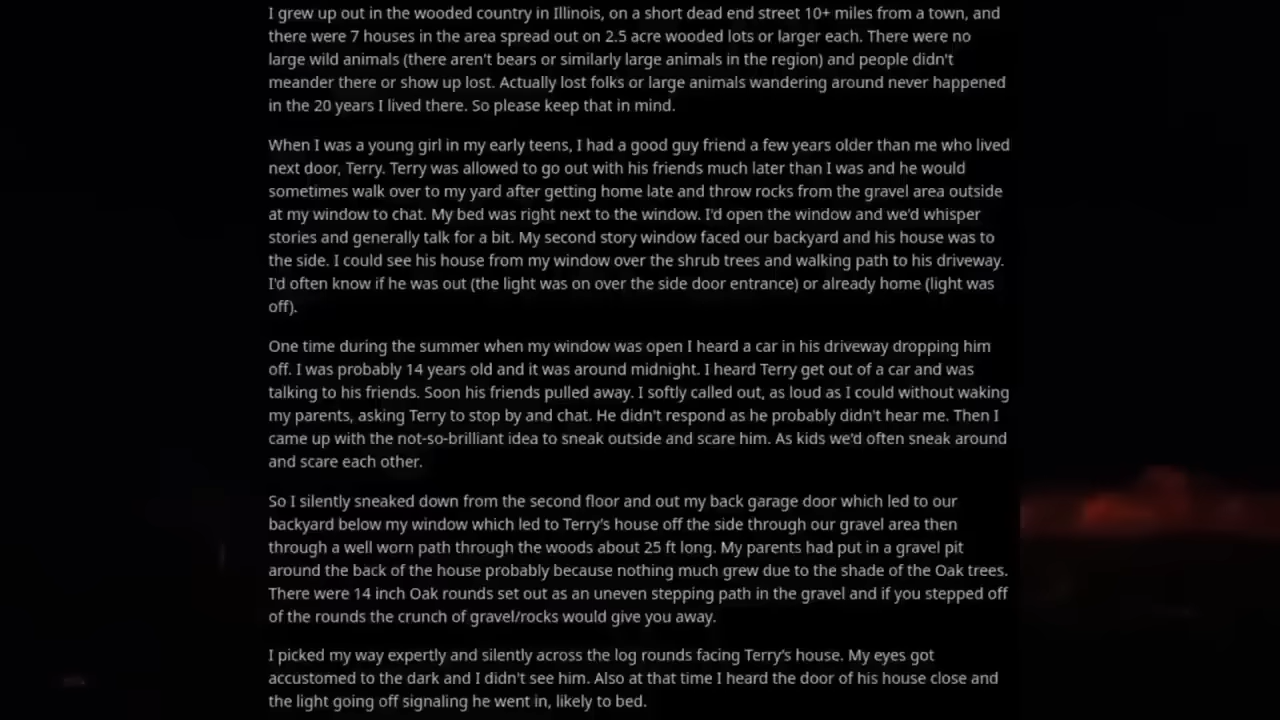 I grew up out in the wooded country in Illinois, on a short dead end street 10+ miles from a town, and
there were 7 houses in the area spread out on 2.5 acre wooded lots or larger each. There were no
large wild animals (there aren't bears or similarly large animals in the region) and people didn't
meander there or show up lost. Actually lost folks or large animals wandering around never happened
in the 20 years I lived there. So please keep that in mind.
When I was a young girl in my early teens, I had a good guy friend a few years older than me who lived
next door, Terry. Terry was allowed to go out with his friends much later than I was and he would
sometimes walk over to my yard after getting home late and throw rocks from the gravel area outside
at my window to chat. My bed was right next to the window. I'd open the window and we'd whisper
stories and generally talk for a bit. My second story window faced our backyard and his house was to
the side. I could see his house from my window over the shrub trees and walking path to his driveway.
I'd often know if he was out (the light was on over the side door entrance) or already home (light was
off).
One time during the summer when my window was open I heard a car in his driveway dropping him
off. I was probably 14 years old and it was around midnight. I heard Terry get out of a car and was
talking to his friends. Soon his friends pulled away. I softly called out, as loud as I could without waking
my parents, asking Terry to stop by and chat. He didn't respond as he probably didn't hear me. Then I
came up with the not-so-brilliant idea to sneak outside and scare him. As kids we'd often sneak around
and scare each other.
So I silently sneaked down from the second floor and out my back garage door which led to our
backyard below my window which led to Terry's house off the side through our gravel area then
through a well worn path through the woods about 25 ft long. My parents had put in a gravel pit
around the back of the house probably because nothing much grew due to the shade of the Oak trees.
There were 14 inch Oak rounds set out as an uneven stepping path in the gravel and if you stepped off
of the rounds the crunch of gravel/rocks would give you away.
I picked my way expertly and silently across the log rounds facing Terry's house. My eyes got
accustomed to the dark and I didn't see him. Also at that time I heard the door of his house close and
the light going off signaling he went in, likely to bed.